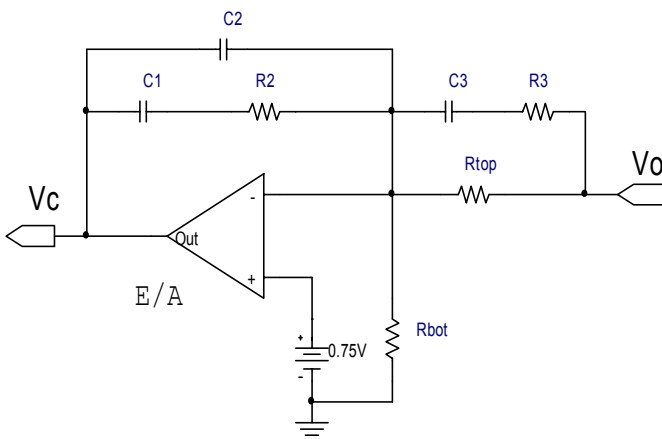 C2
C1
R2
C3
R3
Rtop
Vo
Vc
-
Out
+
E/A
Rbot
+
0.75V
-